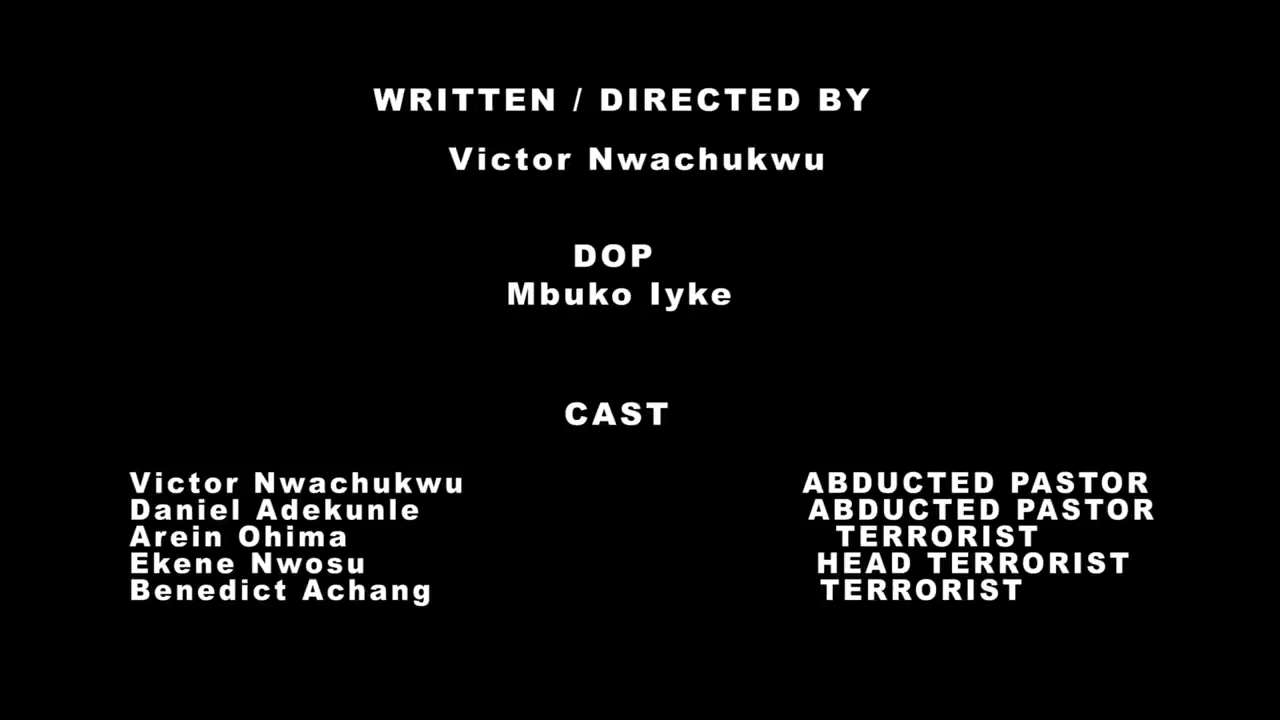 WRITTEN / DIRECTED BY
Victor Nwachukwu
DOP
Mbuko Iyke
CAST
Victor Nwachukwu ABDUCTED PASTOR
Daniel Adekunle ABDUCTED PASTOR
Arein Ohima TERRORIST
Ekene Nwosu HEAD TERRORIST
Benedict Achang TERRORIST